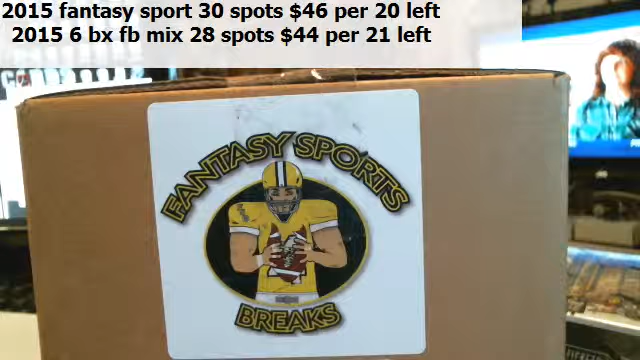 2015 fantasy sport 30 spots $46 per 20 left
2015 6 bx fb mix 28 spots $44 per 21 left
FANTASY SPORTS
BREAKS